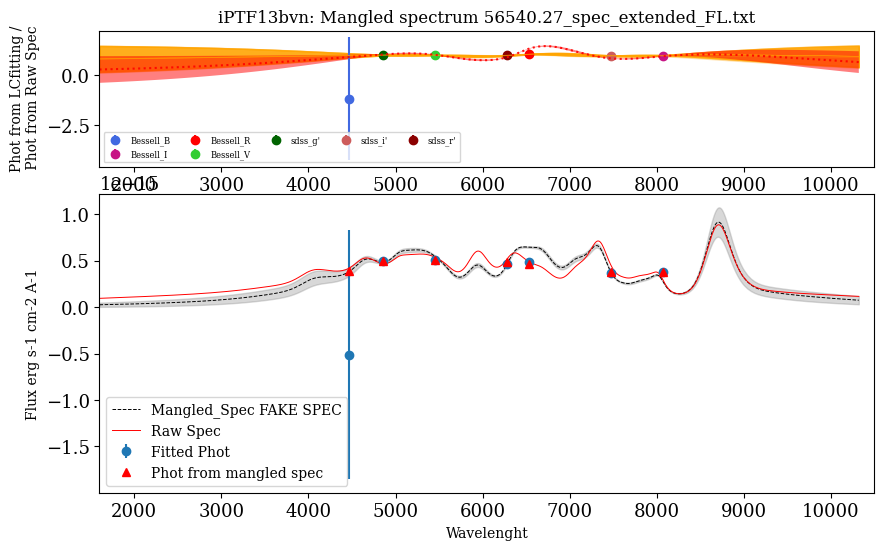 iPTF13bvn: Mangled spectrum 56540.27_spec_extended_FL.txt
Phot from LCfitting /
Phot from Raw Spec
0.0
−2.5
Bessell_B
Bessell_I
Bessell_R
Bessell_V
sdss_g'
sdss_i'
sdss_r'
2000 3000 4000 5000 6000 7000 8000 9000 10000
1e−15
Flux erg s-1 cm-2 A-1
1.0
0.5
0.0
−0.5
−1.0
−1.5
Mangled_Spec FAKE SPEC
Raw Spec
Fitted Phot
Phot from mangled spec
2000 3000 4000 5000 6000 7000 8000 9000 10000
Wavelenght